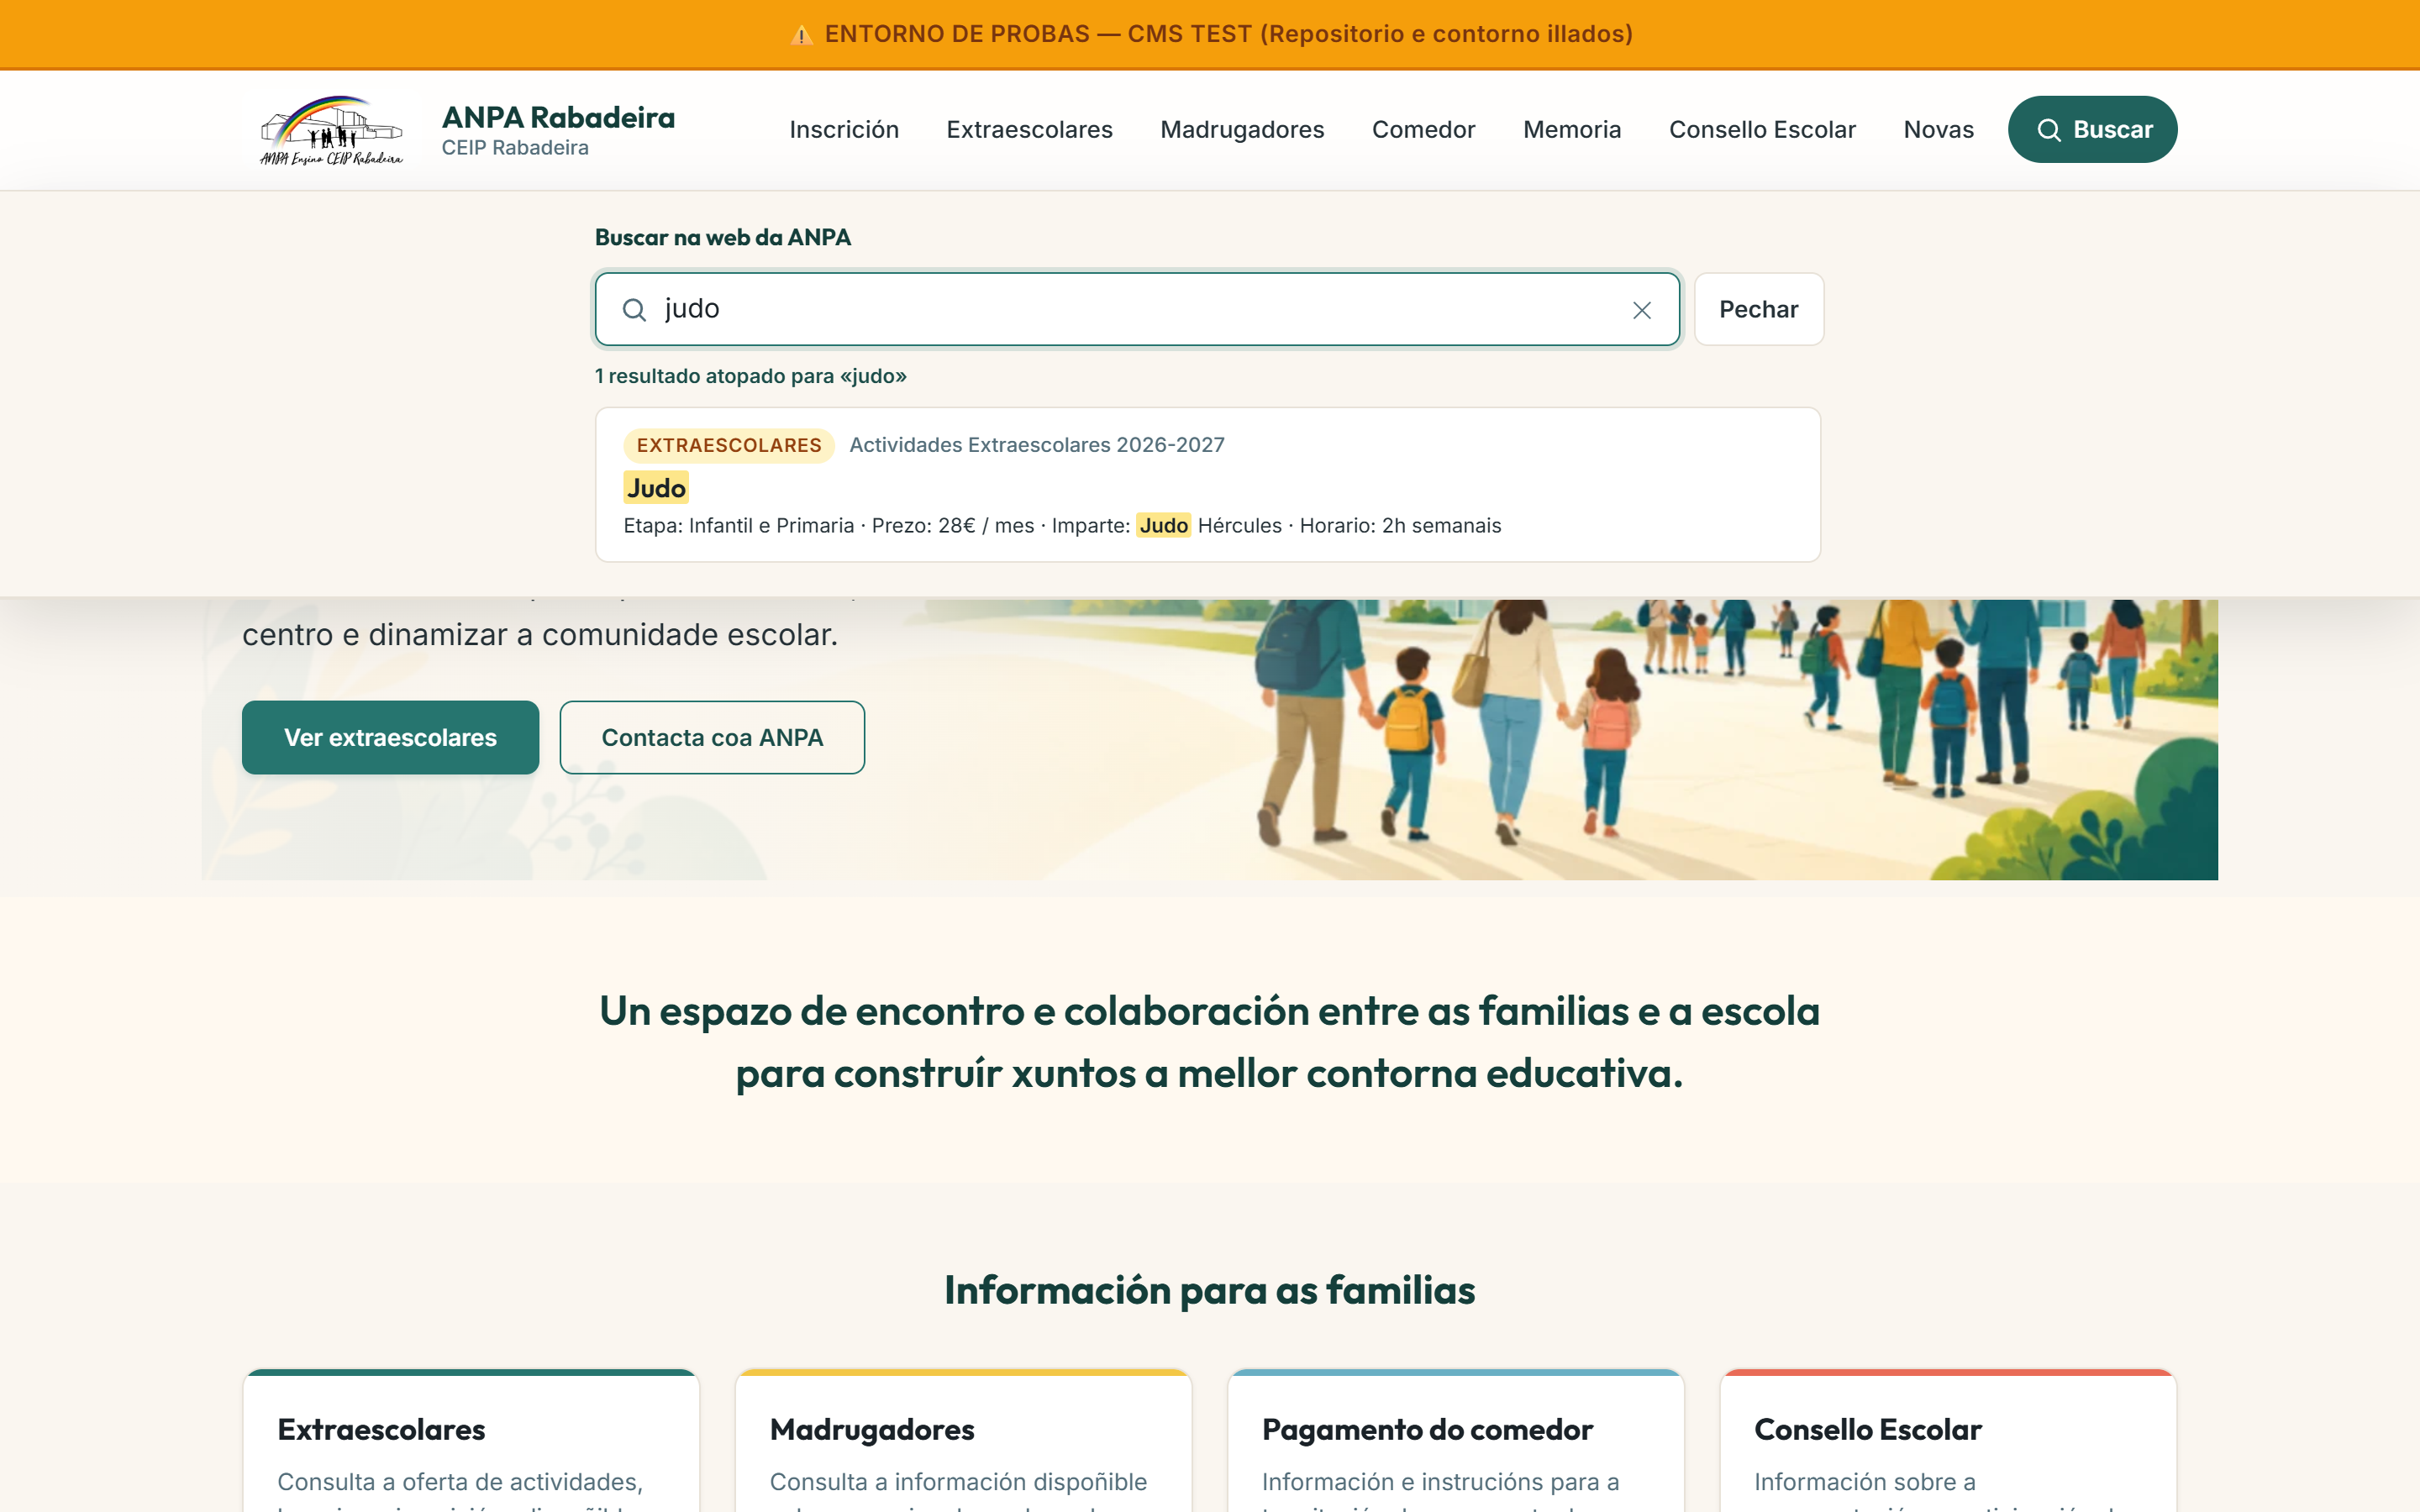 ⚠️ ENTORNO DE PROBAS — CMS TEST (Repositorio e contorno illados)
ANPA Ensino CEIP Rabadeira
ANPA Rabadeira
CEIP Rabadeira
Inscrición Extraescolares Madrugadores Comedor Memoria Consello Escolar Novas Buscar
Buscar na web da ANPA
judo
Pechar
1 resultado atopado para «judo»
EXTRAESCOLARES Actividades Extraescolares 2026-2027
Judo
Etapa: Infantil e Primaria · Prezo: 28€ / mes · Imparte: Judo Hércules · Horario: 2h semanais
centro e dinamizar a comunidade escolar.
Ver extraescolares
Contacta coa ANPA
Un espazo de encontro e colaboración entre as familias e a escola
para construír xuntos a mellor contorna educativa.
Información para as familias
Extraescolares
Consulta a oferta de actividades,
Madrugadores
Consulta a información dispoñible
Pagamento do comedor
Información e instrucións para a
Consello Escolar
Información sobre a